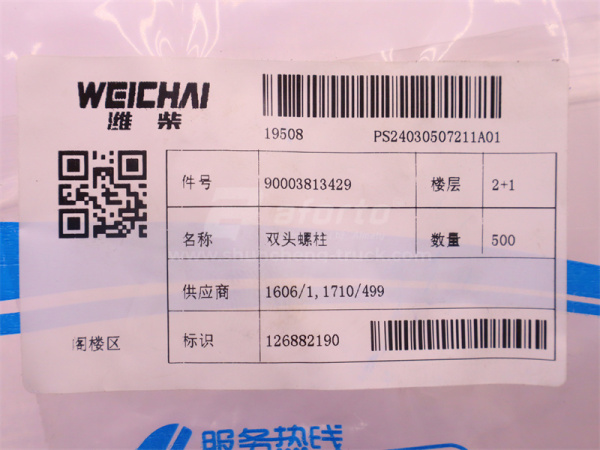 WEICHAI
潍柴
19508 PS24030507211A01
件号 90003813429 楼层 2+1
aforto
名称 双头螺柱 数量 500
供应商 1606/1,1710/499
阁楼区 标识 126882190
服务热线